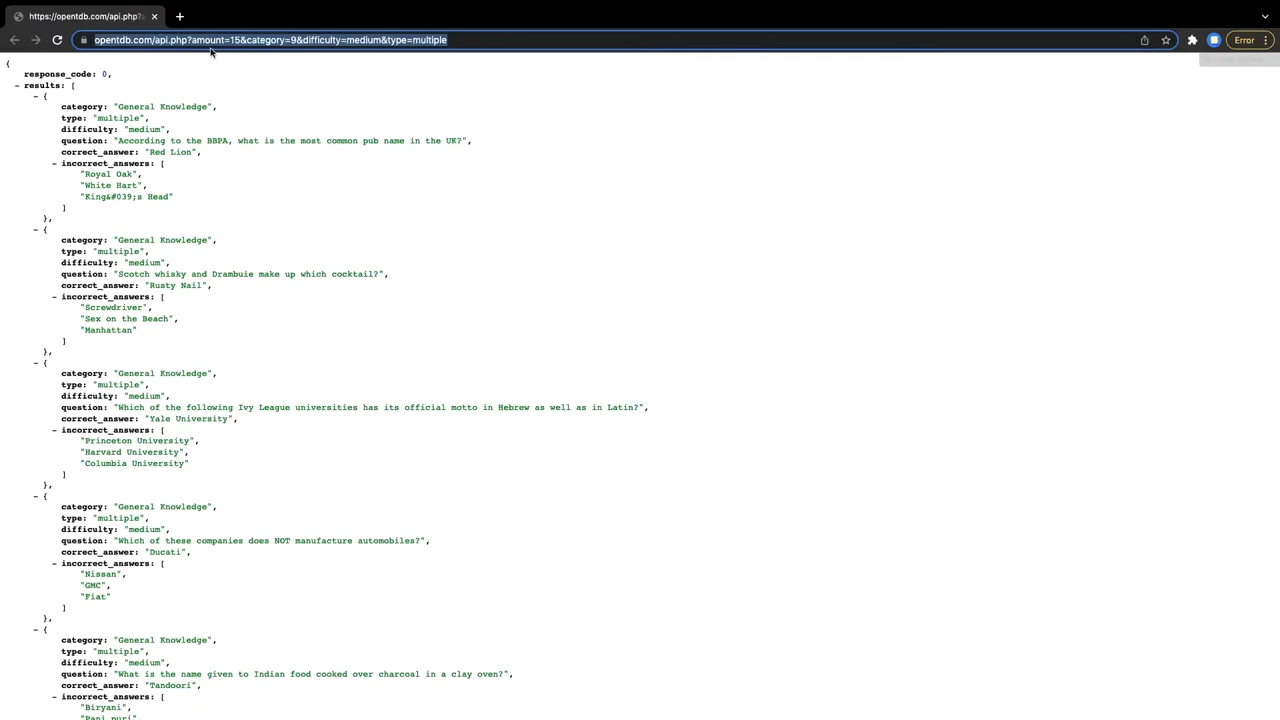 https://opentdb.com/api.php?
opentdb.com/api.php?amount=15&category=9&difficulty=medium&type=multiple
Error
{
response_code: 0,
- results: [
- {
category: "General Knowledge",
type: "multiple",
difficulty: "medium",
question: "According to the BBPA, what is the most common pub name in the UK?",
correct_answer: "Red Lion",
- incorrect_answers: [
"Royal Oak",
"White Hart",
"King&#039;s Head"
]
},
- {
category: "General Knowledge",
type: "multiple",
difficulty: "medium",
question: "Scotch whisky and Drambuie make up which cocktail?",
correct_answer: "Rusty Nail",
- incorrect_answers: [
"Screwdriver",
"Sex on the Beach",
"Manhattan"
]
},
- {
category: "General Knowledge",
type: "multiple",
difficulty: "medium",
question: "Which of the following Ivy League universities has its official motto in Hebrew as well as in Latin?",
correct_answer: "Yale University",
- incorrect_answers: [
"Princeton University",
"Harvard University",
"Columbia University"
]
},
- {
category: "General Knowledge",
type: "multiple",
difficulty: "medium",
question: "Which of these companies does NOT manufacture automobiles?",
correct_answer: "Ducati",
- incorrect_answers: [
"Nissan",
"GMC",
"Fiat"
]
},
- {
category: "General Knowledge",
type: "multiple",
difficulty: "medium",
question: "What is the name given to Indian food cooked over charcoal in a clay oven?",
correct_answer: "Tandoori",
- incorrect_answers: [
"Biryani",
"Pani puri",